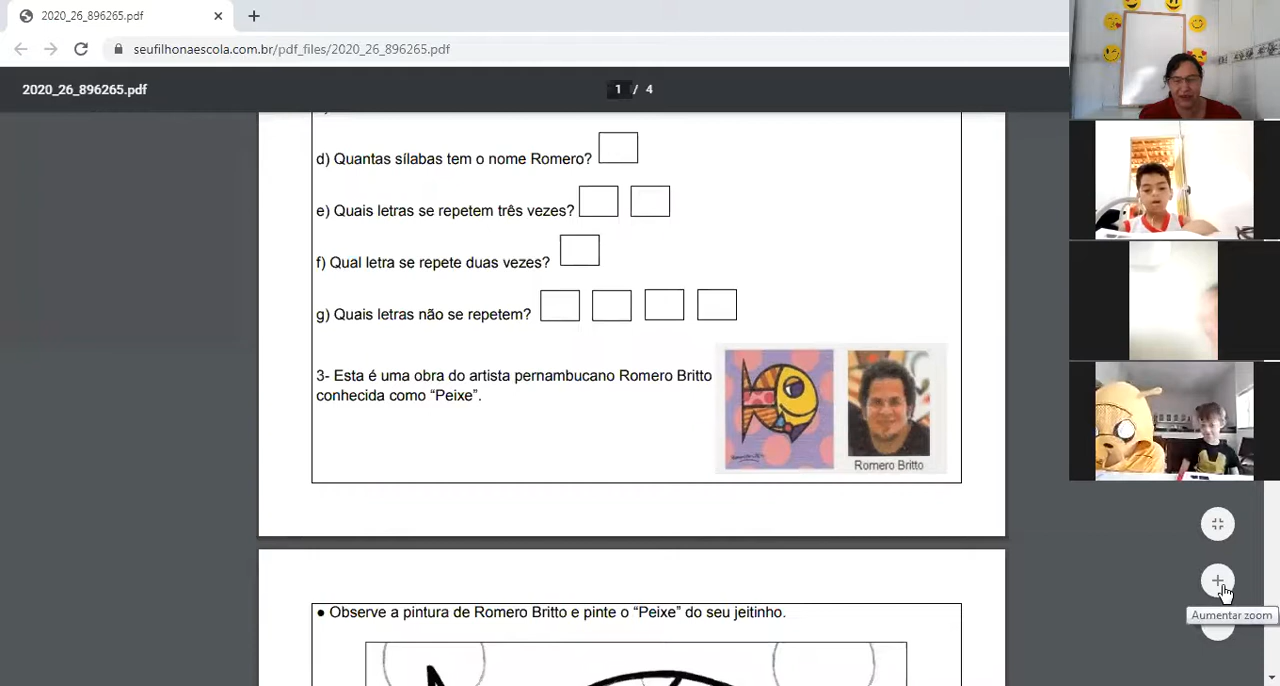 2020_26_896265.pdf
seufilhonaescola.com.br/pdf_files/2020_26_896265.pdf
2020_26_896265.pdf
1 / 4
d) Quantas sílabas tem o nome Romero?
e) Quais letras se repetem três vezes?
f) Qual letra se repete duas vezes?
g) Quais letras não se repetem?
3- Esta é uma obra do artista pernambucano Romero Britto
conhecida como “Peixe”.
Romero Britto
● Observe a pintura de Romero Britto e pinte o “Peixe” do seu jeitinho.
Aumentar zoom